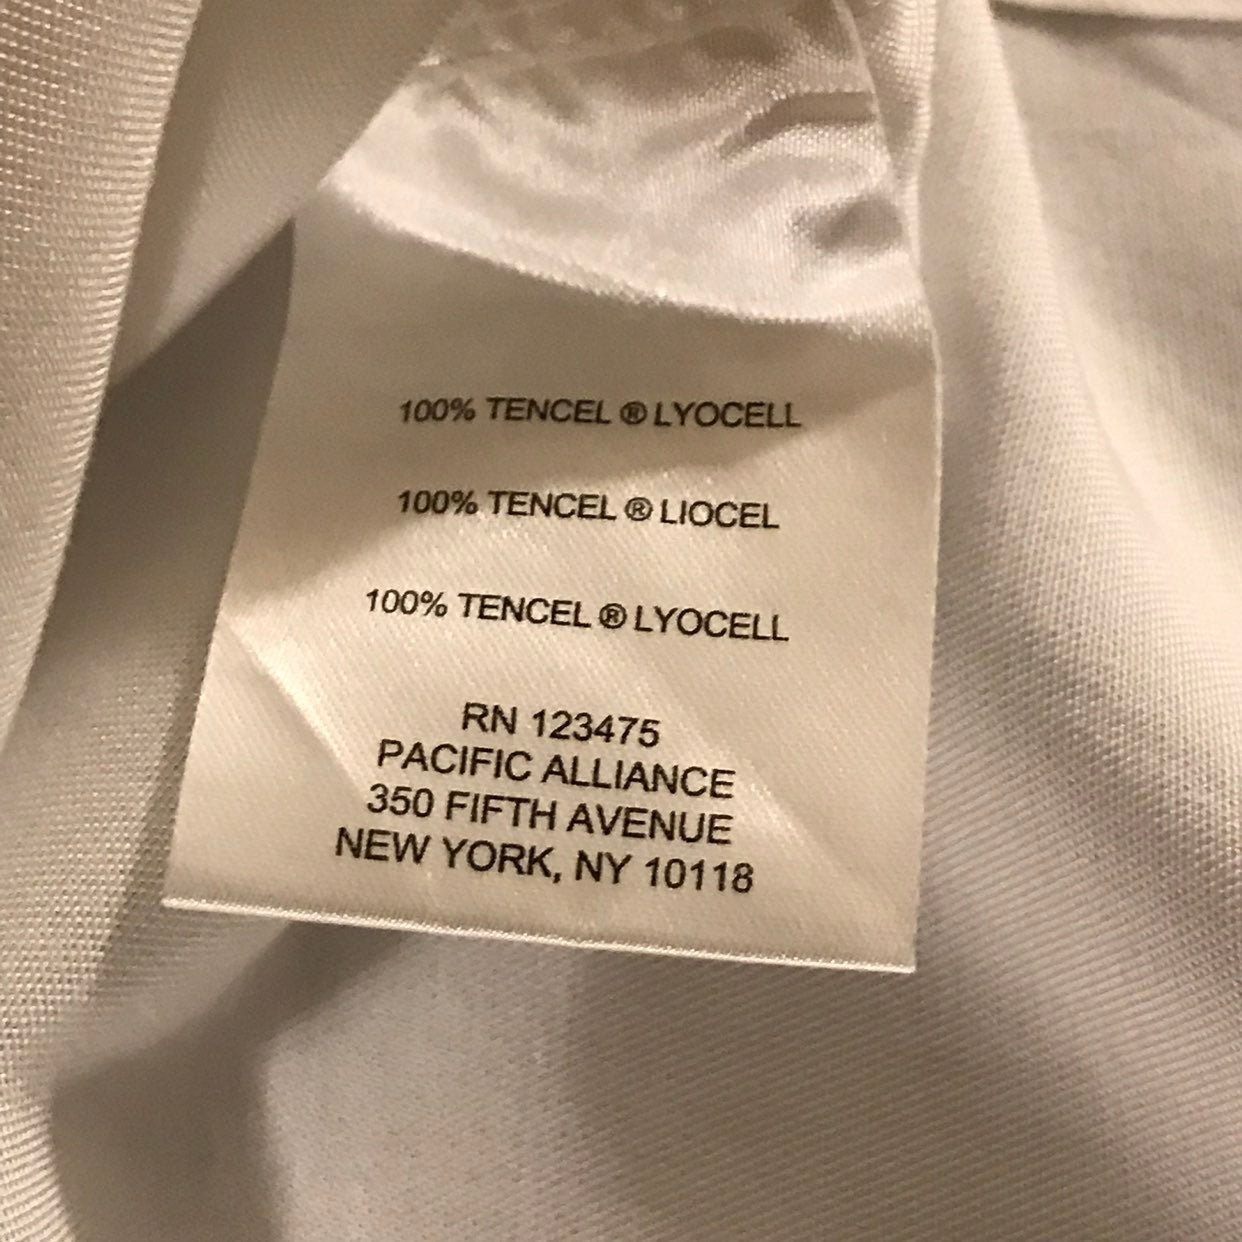 100% TENCEL ® LYOCELL
100% TENCEL ® LIOCEL
100% TENCEL ® LYOCELL
RN 123475
PACIFIC ALLIANCE
350 FIFTH AVENUE
NEW YORK, NY 10118